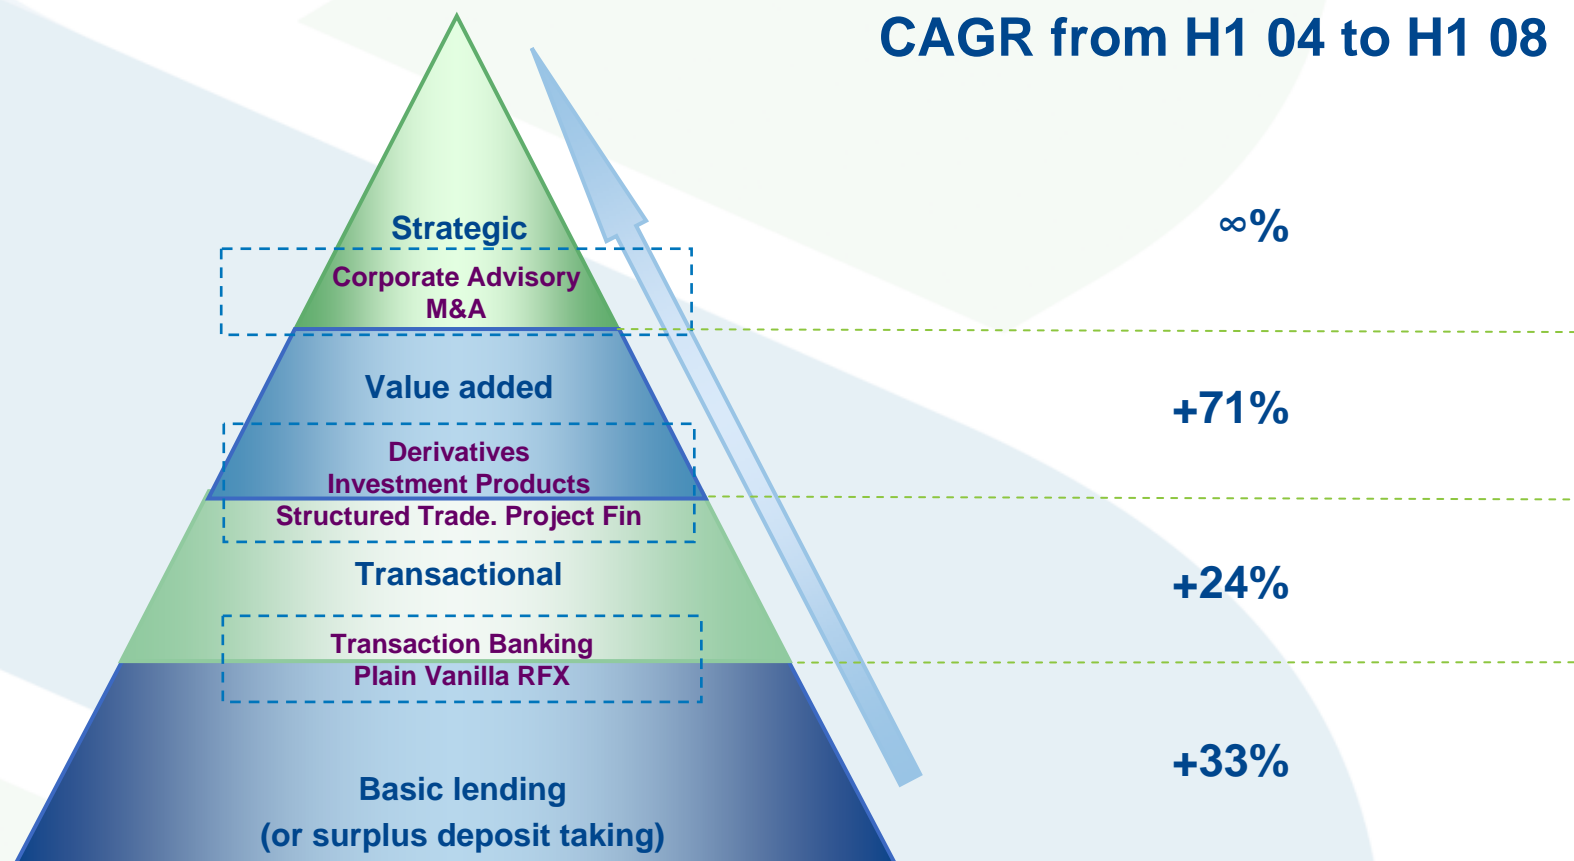 CAGR from H1 04 to H1 08
Strategic
∞%
Corporate Advisory
M&A
Value added
+71%
Derivatives
Investment Products
Structured Trade. Project Fin
Transactional
+24%
Transaction Banking
Plain Vanilla RFX
+33%
Basic lending
(or surplus deposit taking)